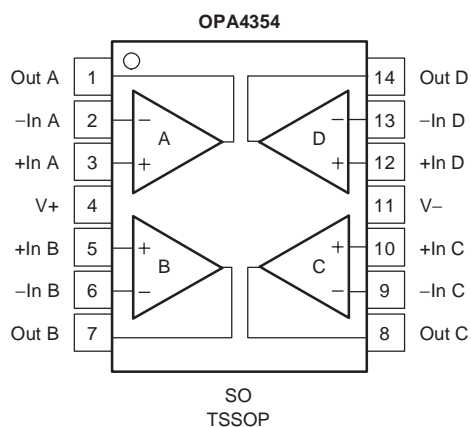 OPA4354
Out A 1 14 Out D
−In A 2 − − 13 −In D
A D
+In A 3 + + 12 +In D
V+ 4 11 V−
+In B 5 + + 10 +In C
B C
−In B 6 − − 9 −In C
Out B 7 8 Out C
SO
TSSOP